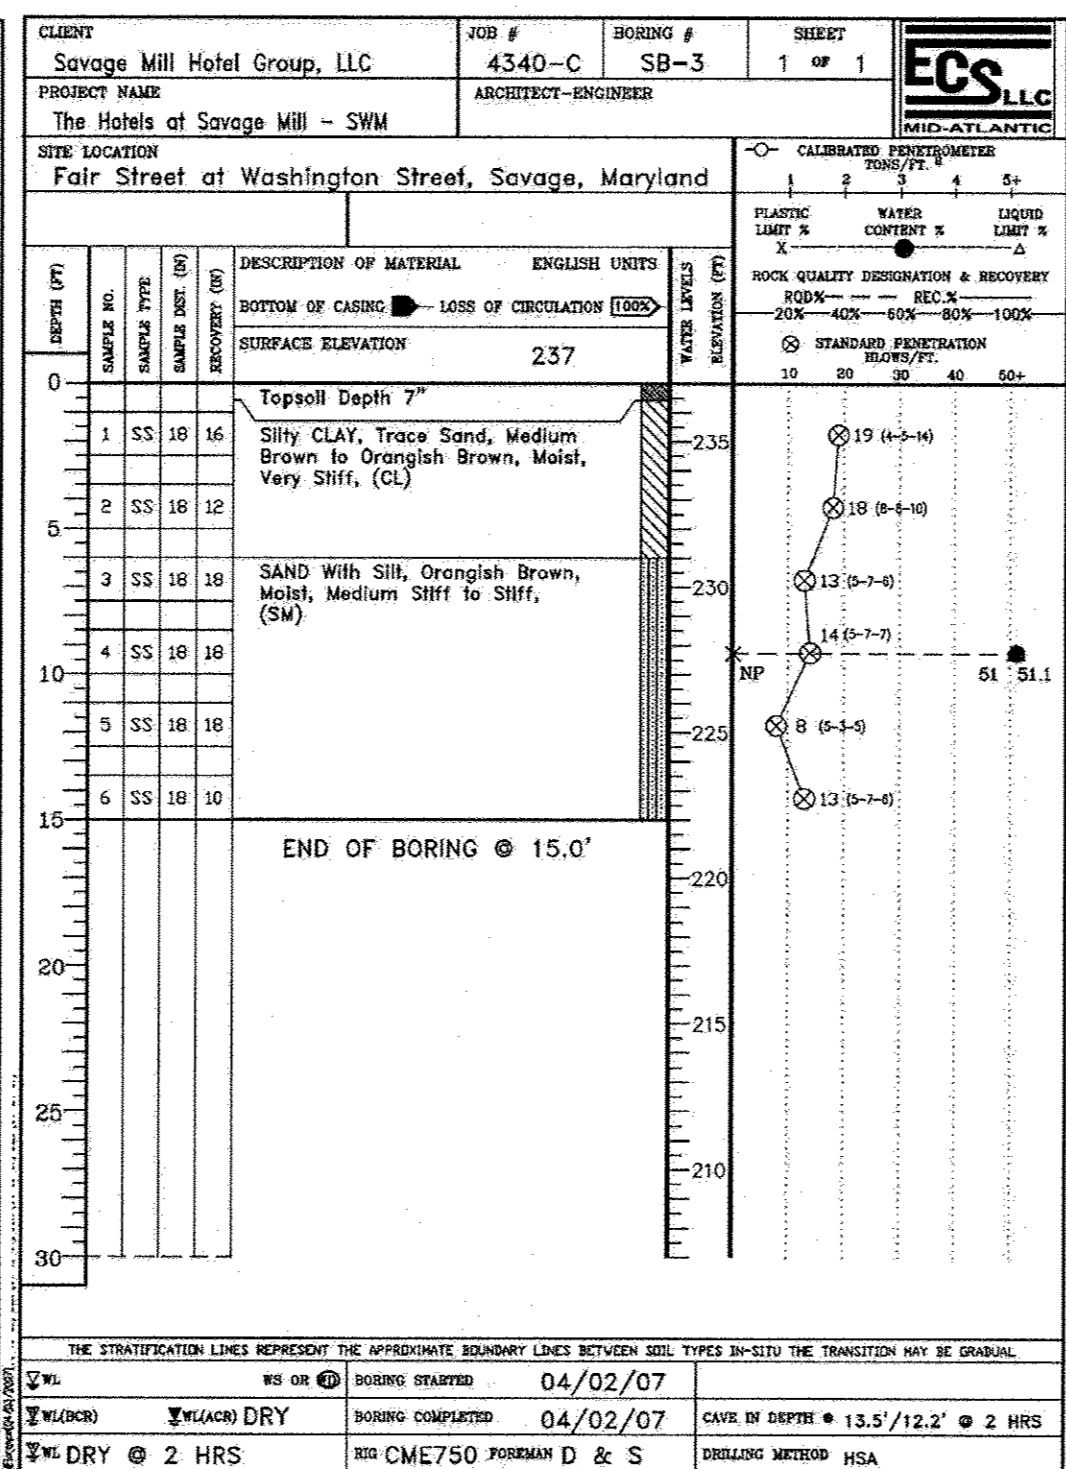 CLIENT
Savage Mill Hotel Group, LLC
JOB #
4340-C
BORING #
SB-3
SHEET
1 OF 1
ECS LLC
MID-ATLANTIC
PROJECT NAME
The Hotels at Savage Mill - SWM
ARCHITECT-ENGINEER
SITE LOCATION
Fair Street at Washington Street, Savage, Maryland
CALIBRATED PENETROMETER
TONS/FT.²
1 2 3 4 5+
PLASTIC LIMIT % WATER CONTENT % LIQUID LIMIT %
X △
ROCK QUALITY DESIGNATION & RECOVERY
RQD% REC.%
20% 40% 60% 80% 100%
STANDARD PENETRATION
BLOWS/FT.
10 20 30 40 50+
DEPTH (FT)
SAMPLE NO.
SAMPLE TYPE
SAMPLE DIST. (IN)
RECOVERY (IN)
DESCRIPTION OF MATERIAL ENGLISH UNITS
BOTTOM OF CASING LOSS OF CIRCULATION 100%
SURFACE ELEVATION 237
WATER LEVELS
ELEVATION (FT)
0
Topsoil Depth 7"
1 SS 18 16
Silty CLAY, Trace Sand, Medium
Brown to Orangish Brown, Moist,
Very Stiff, (CL)
235
19 (4-5-14)
2 SS 18 12
18 (8-8-10)
5
3 SS 18 18
SAND With Silt, Orangish Brown,
Moist, Medium Stiff to Stiff,
(SM)
230
13 (5-7-6)
4 SS 18 18
14 (5-7-7)
10
NP 51 51.1
5 SS 18 18
225
8 (5-3-5)
6 SS 18 10
13 (5-7-6)
15
END OF BORING @ 15.0'
220
20
215
25
210
30
THE STRATIFICATION LINES REPRESENT THE APPROXIMATE BOUNDARY LINES BETWEEN SOIL TYPES IN-SITU THE TRANSITION MAY BE GRADUAL
WL WS OR WD BORING STARTED 04/02/07
WL(BCR) WL(ACR) DRY BORING COMPLETED 04/02/07 CAVE IN DEPTH @ 13.5'/12.2' @ 2 HRS
WL DRY @ 2 HRS RIG CME750 FOREMAN D & S DRILLING METHOD HSA